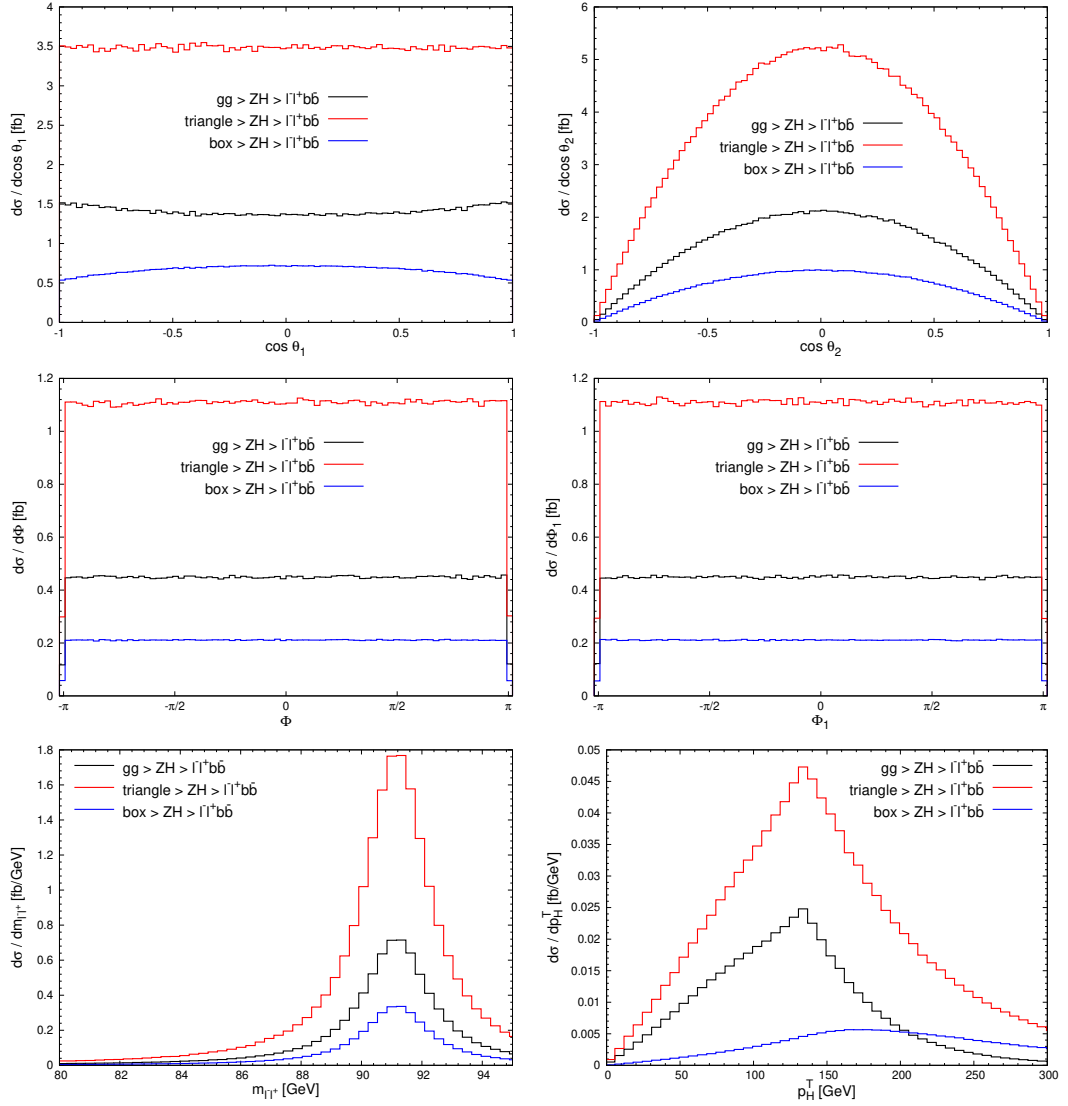 4
3.5
3
2.5
2
1.5
1
0.5
0
-1
-0.5
0
0.5
1
dσ / dcos θ₁ [fb]
cos θ₁
gg > ZH > l⁻l⁺bb̄
triangle > ZH > l⁻l⁺bb̄
box > ZH > l⁻l⁺bb̄
6
5
4
3
2
1
0
-1
-0.5
0
0.5
1
dσ / dcos θ₂ [fb]
cos θ₂
gg > ZH > l⁻l⁺bb̄
triangle > ZH > l⁻l⁺bb̄
box > ZH > l⁻l⁺bb̄
1.2
1
0.8
0.6
0.4
0.2
0
-π
-π/2
0
π/2
π
dσ / dΦ [fb]
Φ
gg > ZH > l⁻l⁺bb̄
triangle > ZH > l⁻l⁺bb̄
box > ZH > l⁻l⁺bb̄
1.2
1
0.8
0.6
0.4
0.2
0
-π
-π/2
0
π/2
π
dσ / dΦ₁ [fb]
Φ₁
gg > ZH > l⁻l⁺bb̄
triangle > ZH > l⁻l⁺bb̄
box > ZH > l⁻l⁺bb̄
1.8
1.6
1.4
1.2
1
0.8
0.6
0.4
0.2
0
80
82
84
86
88
90
92
94
dσ / dm_l⁻l⁺ [fb/GeV]
m_l⁻l⁺ [GeV]
gg > ZH > l⁻l⁺bb̄
triangle > ZH > l⁻l⁺bb̄
box > ZH > l⁻l⁺bb̄
0.05
0.045
0.04
0.035
0.03
0.025
0.02
0.015
0.01
0.005
0
0
50
100
150
200
250
300
dσ / dp_H^T [fb/GeV]
p_H^T [GeV]
gg > ZH > l⁻l⁺bb̄
triangle > ZH > l⁻l⁺bb̄
box > ZH > l⁻l⁺bb̄